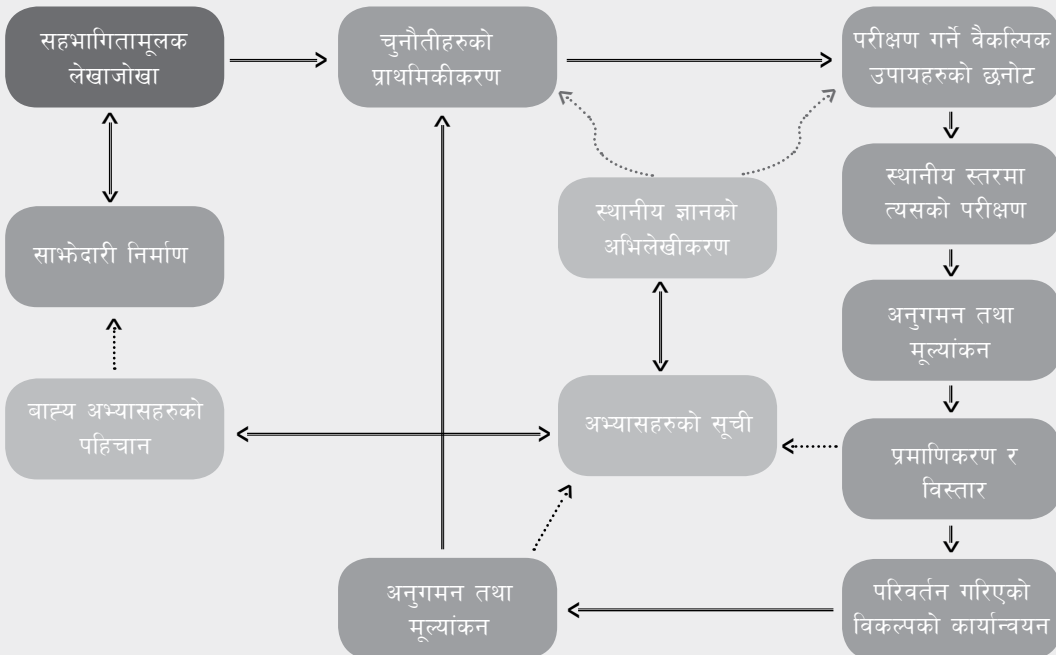 सहभागितामूलक
लेखाजोखा
चुनौतीहरुको
प्राथमिकीकरण
परीक्षण गर्ने वैकल्पिक
उपायहरुको छनोट
स्थानीय स्तरमा
त्यसको परीक्षण
स्थानीय ज्ञानको
अभिलेखीकरण
साझेदारी निर्माण
अनुगमन तथा
मूल्यांकन
बाह्य अभ्यासहरुको
पहिचान
अभ्यासहरुको सूची
प्रमाणिकरण र
विस्तार
अनुगमन तथा
मूल्यांकन
परिवर्तन गरिएको
विकल्पको कार्यान्वयन